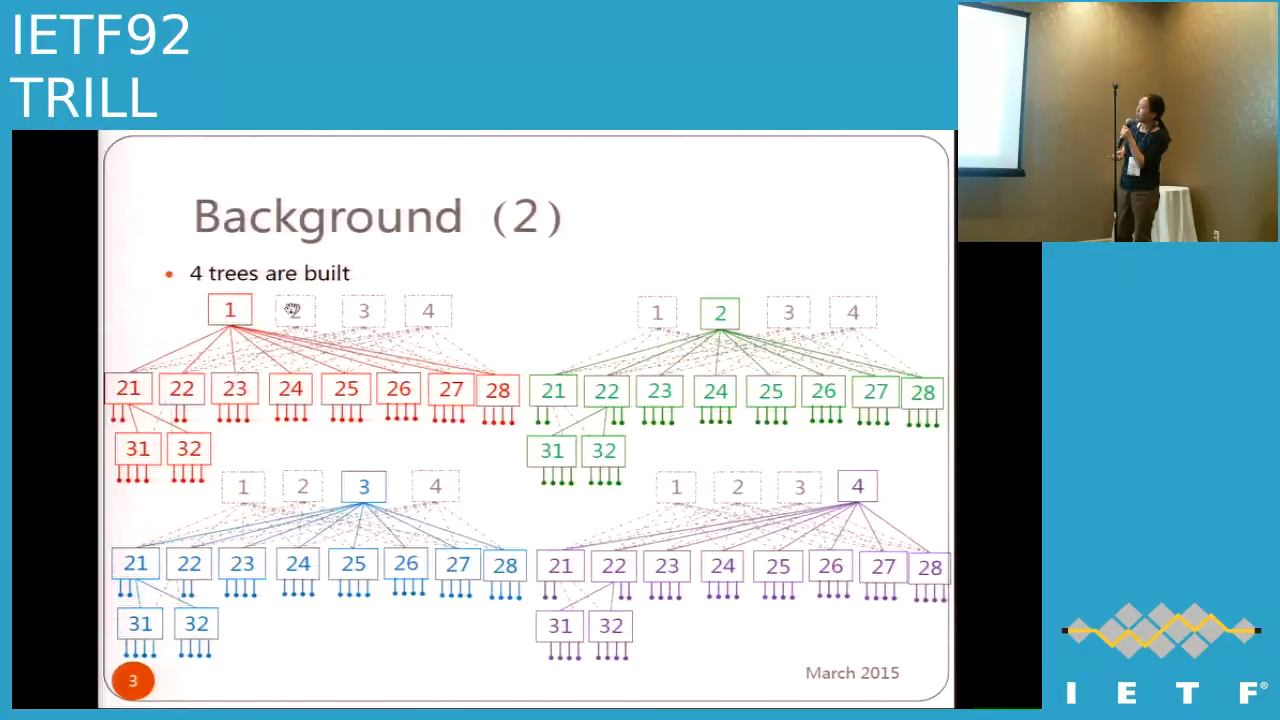 IETF92
TRILL
Background (2)
• 4 trees are built
1 2 3 4
21 22 23 24 25 26 27 28
31 32
1 2 3 4
21 22 23 24 25 26 27 28
31 32
1 2 3 4
21 22 23 24 25 26 27 28
31 32
1 2 3 4
21 22 23 24 25 26 27 28
31 32
3
March 2015
I E T F®